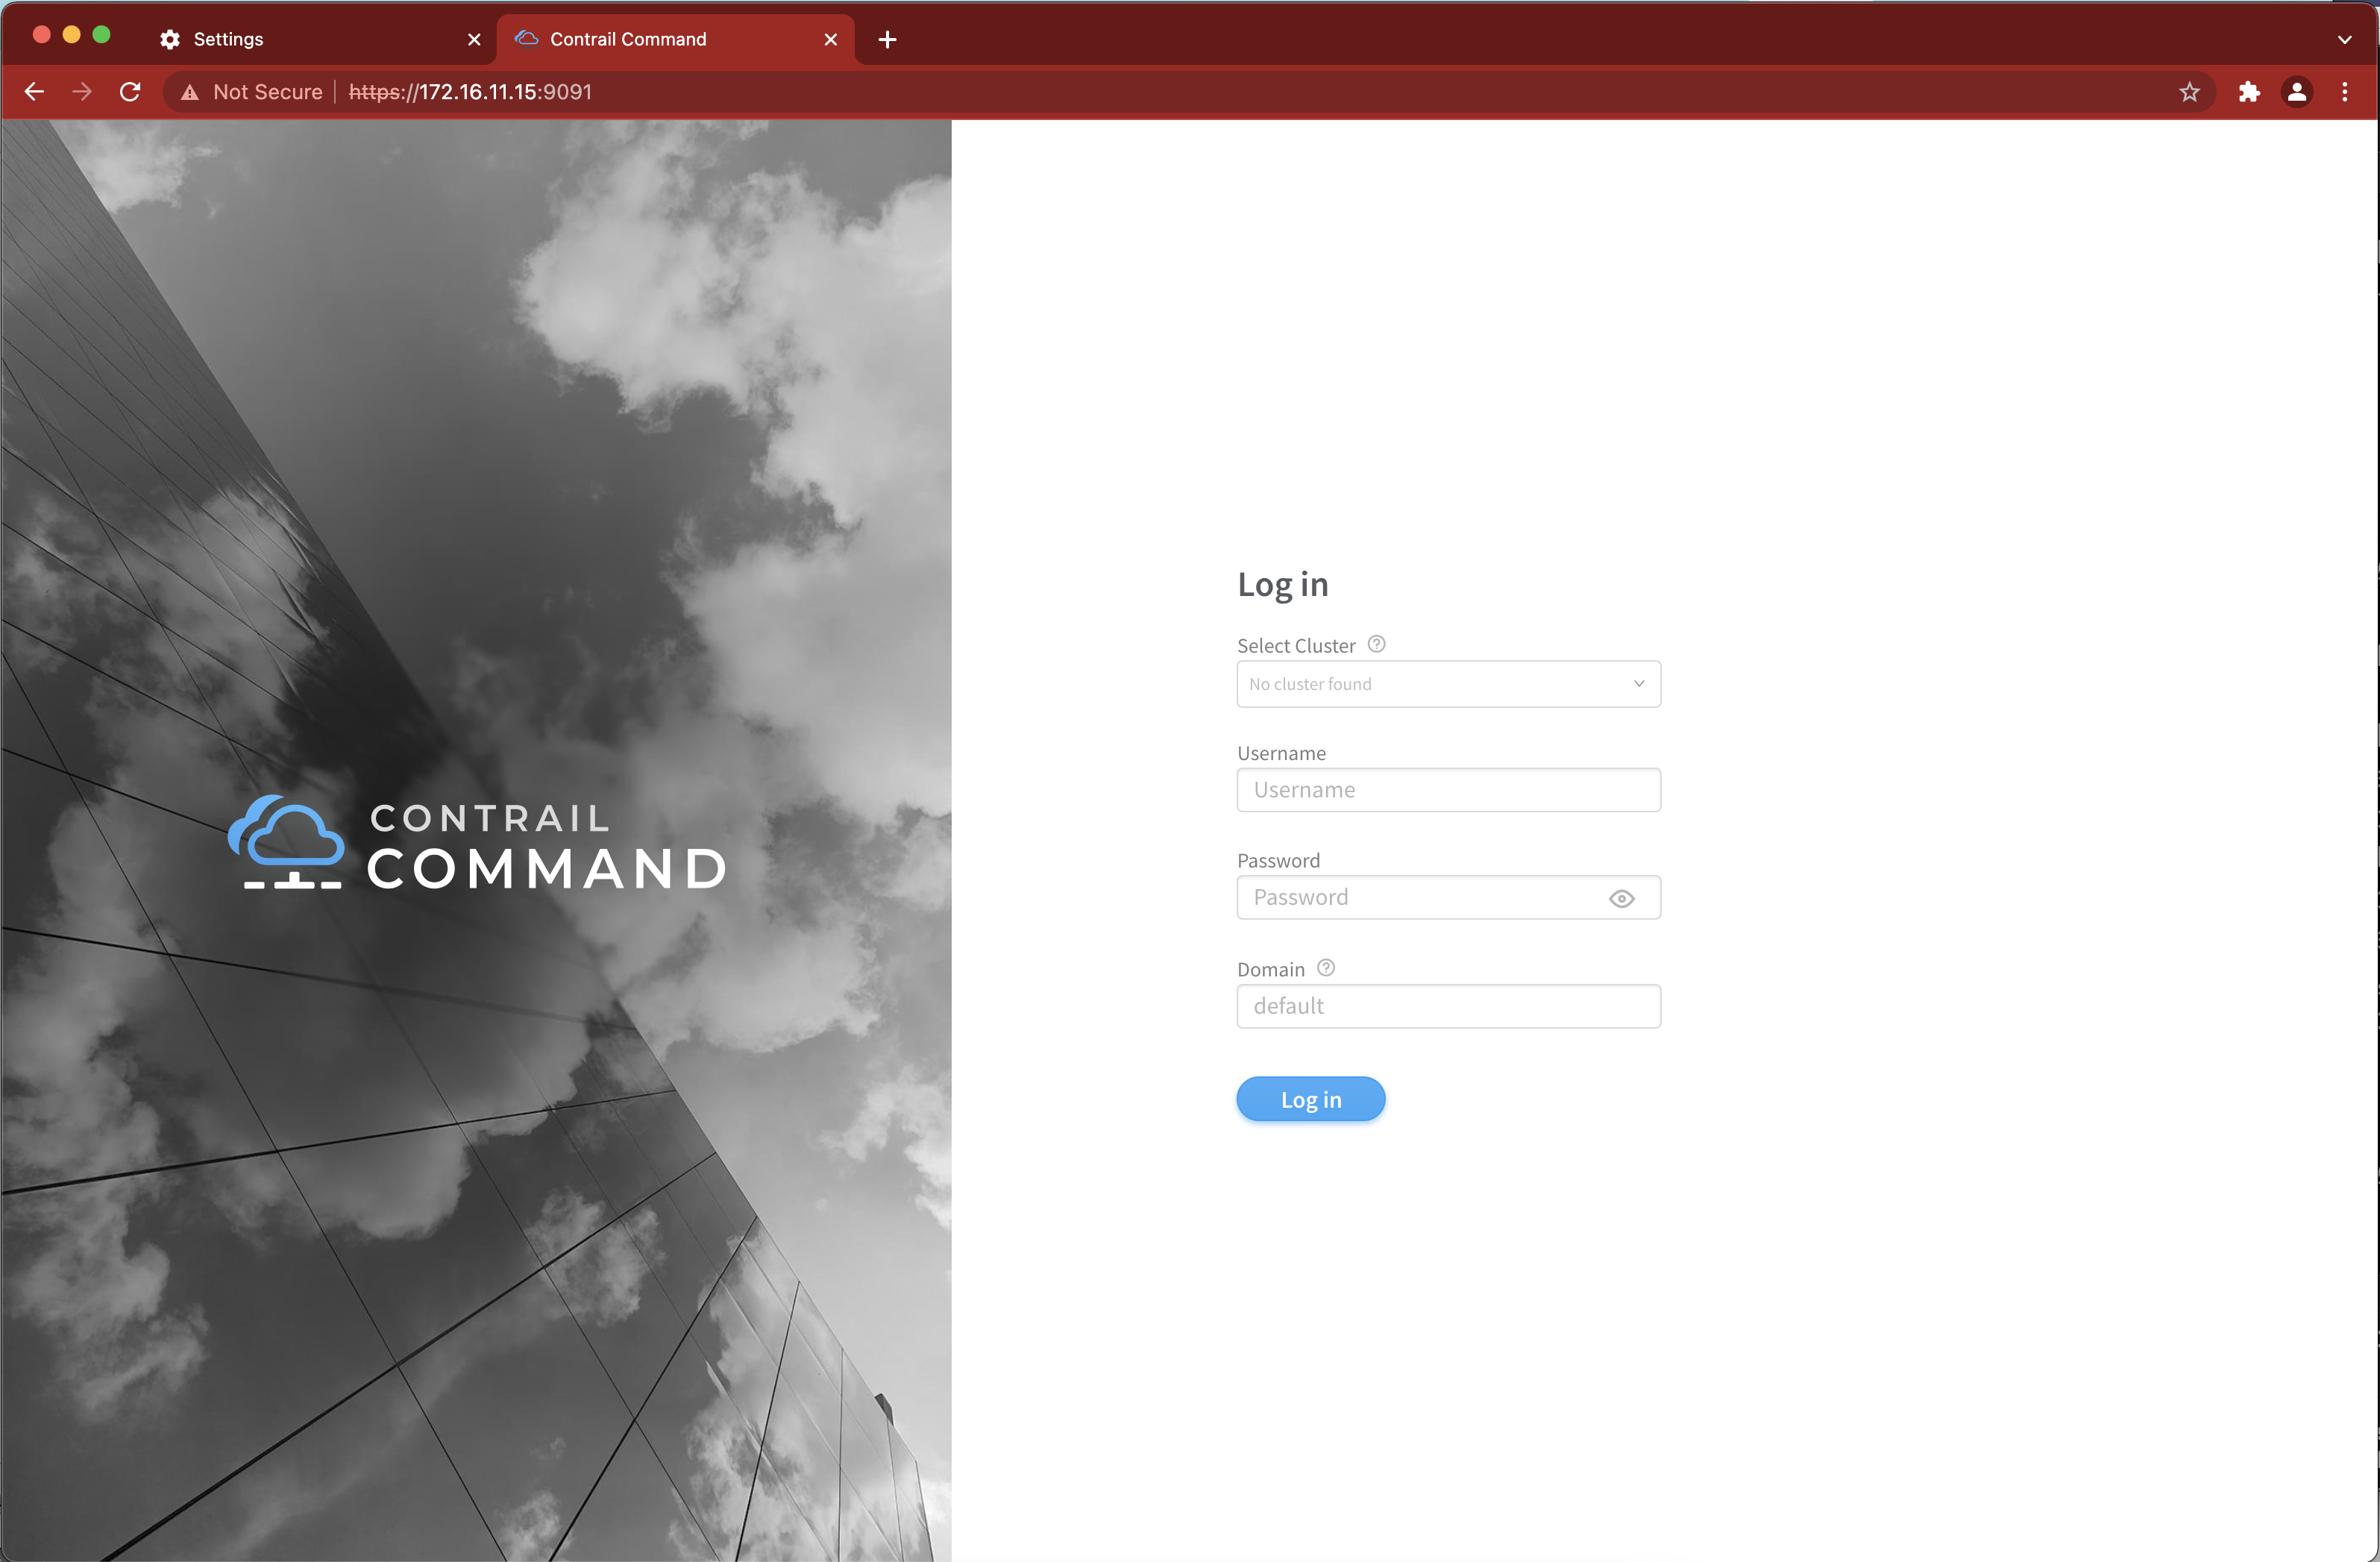 Settings
Contrail Command
Not Secure
https://172.16.11.15:9091
CONTRAIL
COMMAND
Log in
Select Cluster
No cluster found
Username
Username
Password
Password
Domain
default
Log in